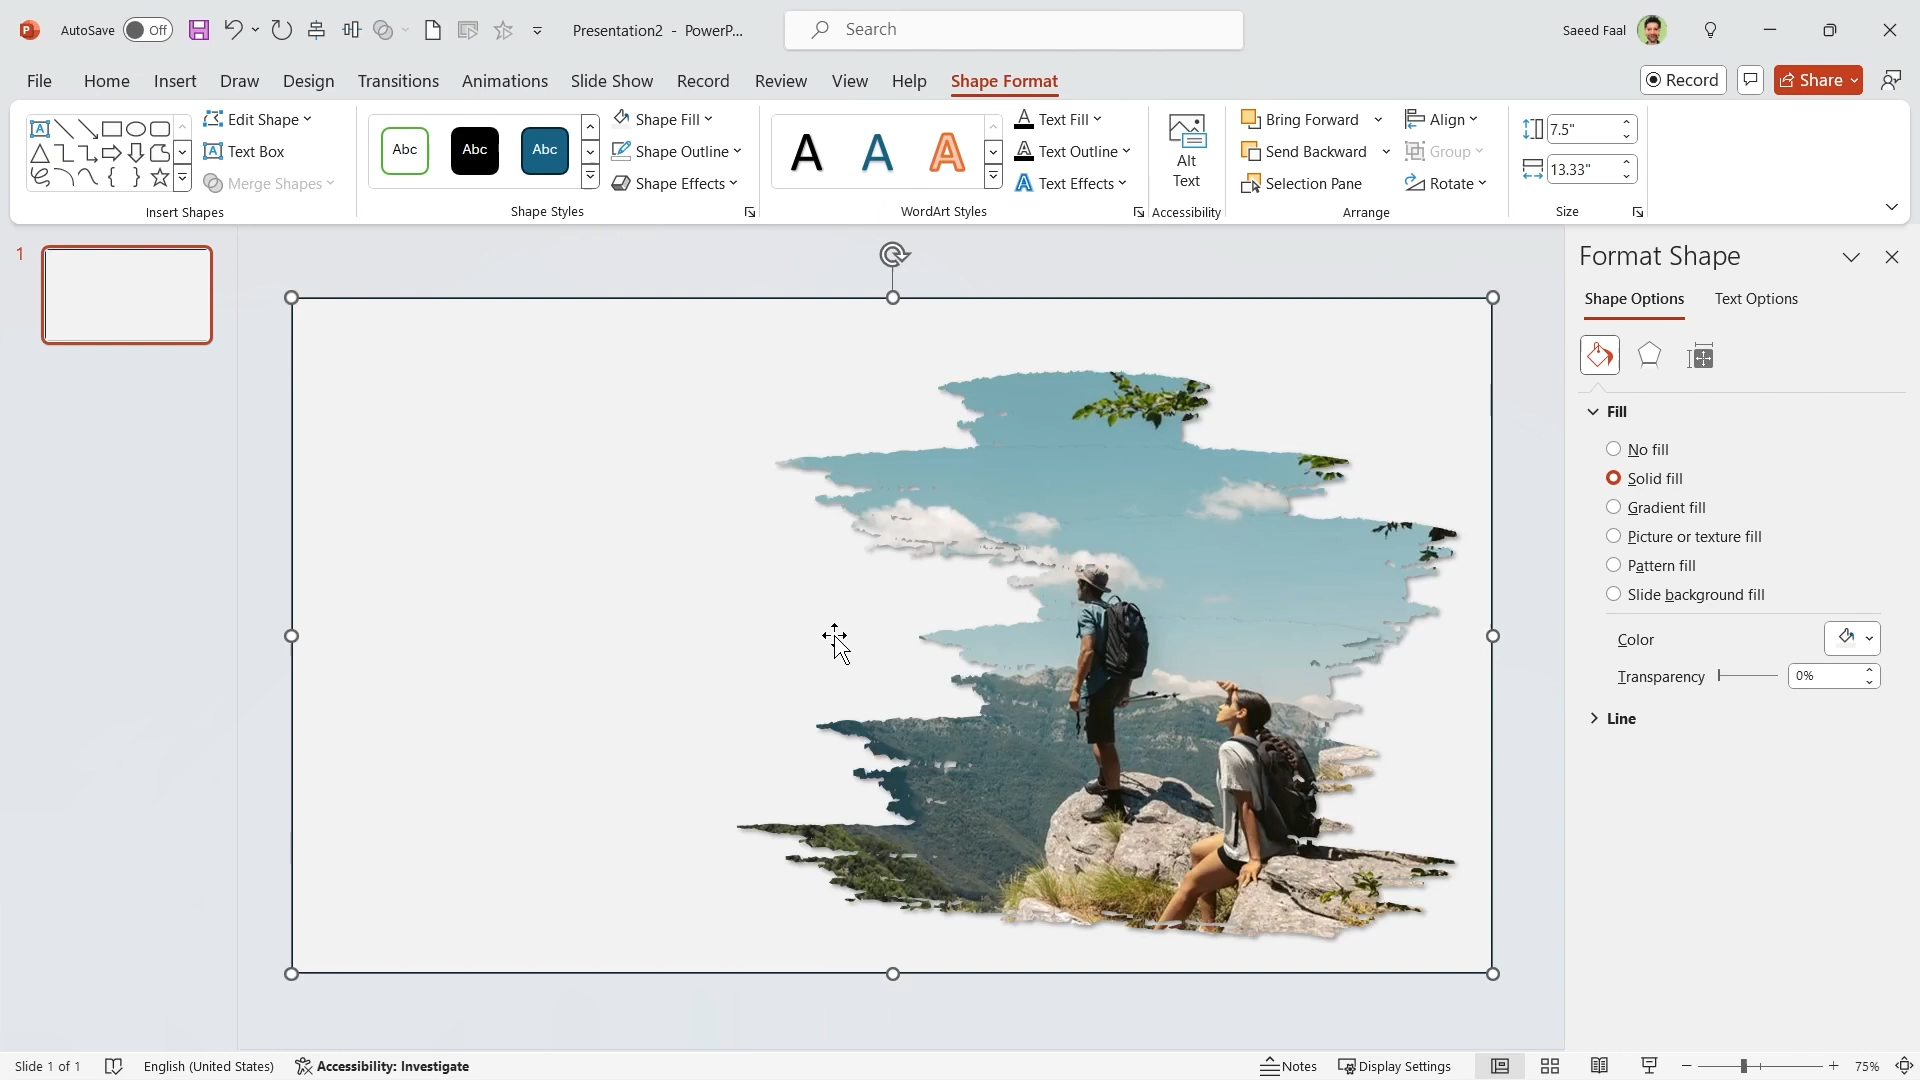 AutoSave Off Presentation2 - PowerP... Search Saeed Faal
File Home Insert Draw Design Transitions Animations Slide Show Record Review View Help Shape Format Record Share
Edit Shape
Text Box
Merge Shapes
Insert Shapes
Abc Abc Abc
Shape Fill
Shape Outline
Shape Effects
Shape Styles
A A A
Text Fill
Text Outline
Text Effects
WordArt Styles
Alt
Text
Accessibility
Bring Forward
Send Backward
Selection Pane
Align
Group
Rotate
Arrange
7.5"
13.33"
Size
1
Format Shape
Shape Options Text Options
Fill
No fill
Solid fill
Gradient fill
Picture or texture fill
Pattern fill
Slide background fill
Color
Transparency 0%
Line
Slide 1 of 1 English (United States) Accessibility: Investigate Notes Display Settings 75%